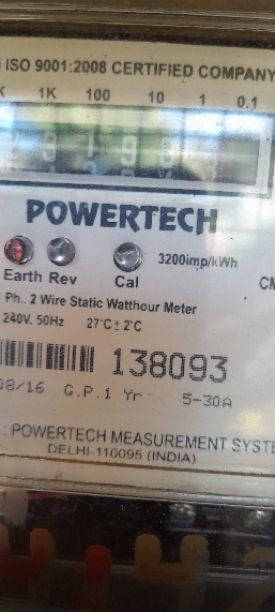 ISO 9001:2008 CERTIFIED COMPANY
K 1K 100 10 1 0.1
POWERTECH
3200imp/kWh
Earth Rev Cal CM
Ph.. 2 Wire Static Watthour Meter
240V. 50Hz 27°C±2°C
138093
08/16 G.P.1 Yr 5-30A
: POWERTECH MEASUREMENT SYSTE
DELHI-110095 (INDIA)